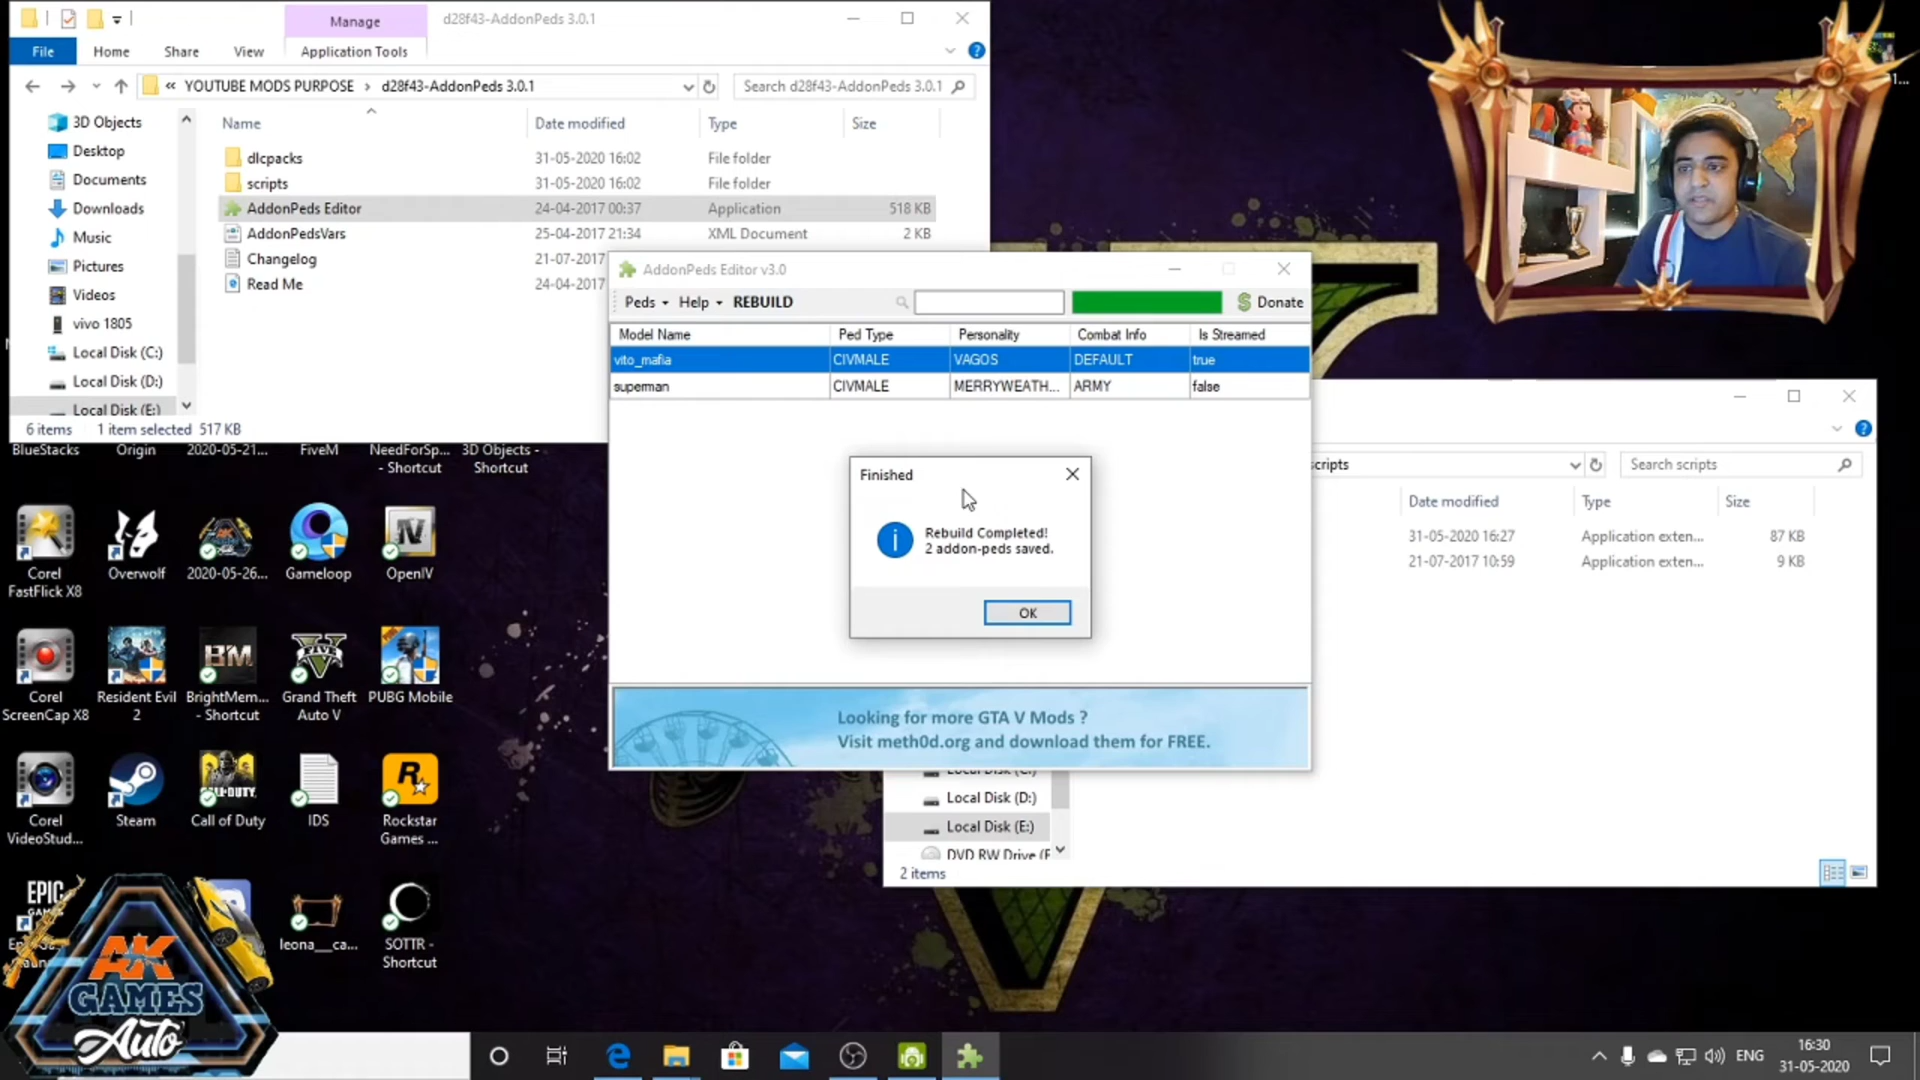 Manage
d28f43-AddonPeds 3.0.1
File
Home
Share
View
Application Tools
« YOUTUBE MODS PURPOSE › d28f43-AddonPeds 3.0.1
Search d28f43-AddonPeds 3.0.1
Name
Date modified
Type
Size
3D Objects
Desktop
Documents
Downloads
Music
Pictures
Videos
vivo 1805
Local Disk (C:)
Local Disk (D:)
Local Disk (E:)
dlcpacks 31-05-2020 16:02 File folder
scripts 31-05-2020 16:02 File folder
AddonPeds Editor 24-04-2017 00:37 Application 518 KB
AddonPedsVars 25-04-2017 21:34 XML Document 2 KB
Changelog 21-07-2017
Read Me 24-04-2017
6 items 1 item selected 517 KB
AddonPeds Editor v3.0
Peds Help REBUILD
Donate
Model Name Ped Type Personality Combat Info Is Streamed
vito_mafia CIVMALE VAGOS DEFAULT true
superman CIVMALE MERRYWEATH... ARMY false
Finished
Rebuild Completed!
2 addon-peds saved.
OK
Looking for more GTA V Mods ?
Visit meth0d.org and download them for FREE.
cripts
Search scripts
Date modified Type Size
31-05-2020 16:27 Application exten... 87 KB
21-07-2017 10:59 Application exten... 9 KB
Local Disk (D:)
Local Disk (E:)
DVD RW Drive (F
2 items
BlueStacks
Origin
2020-05-21...
FiveM
NeedForSp...
- Shortcut
3D Objects -
Shortcut
Corel
FastFlick X8
Overwolf
2020-05-26...
Gameloop
OpenIV
Corel
ScreenCap X8
Resident Evil
2
BrightMem...
- Shortcut
Grand Theft
Auto V
PUBG Mobile
Corel
VideoStud...
Steam
Call of Duty
IDS
Rockstar
Games ...
EPIC
leona__ca...
SOTTR -
Shortcut
AK
GAMES
Auto
ENG
16:30
31-05-2020